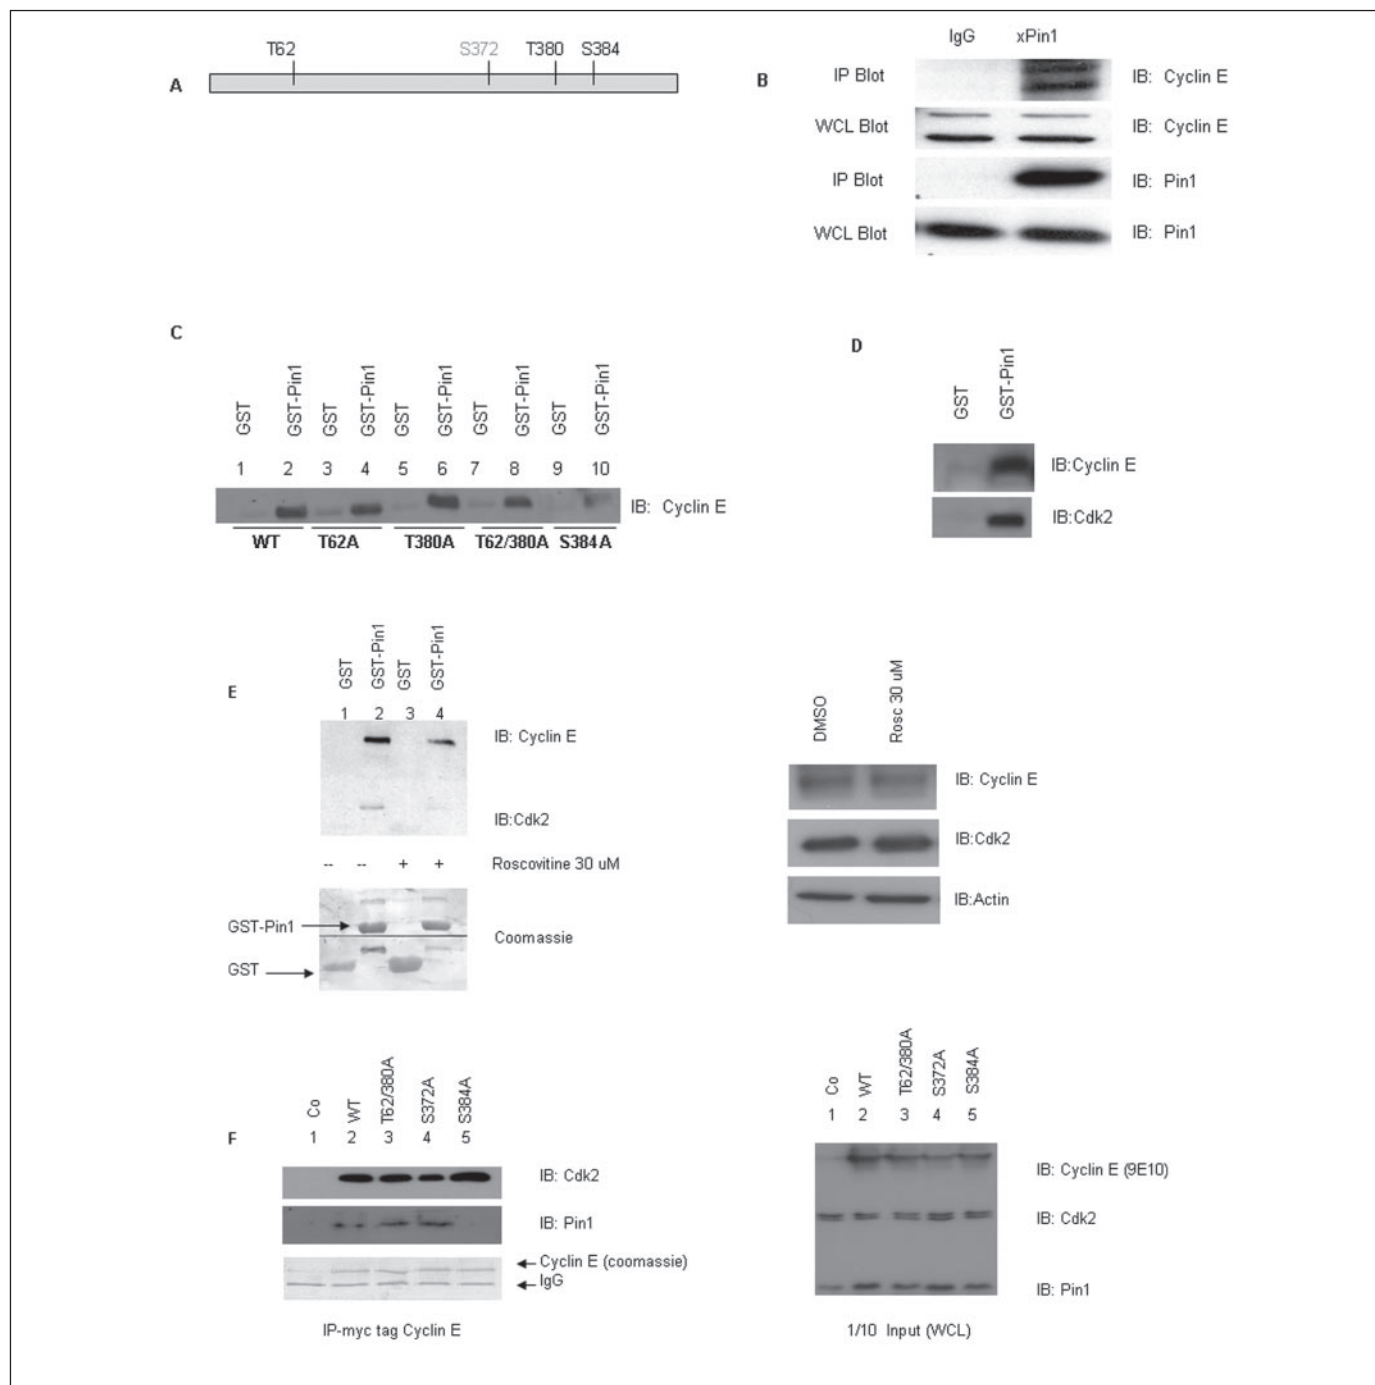 T62 S372 T380 S384
A
IgG xPin1
B
IP Blot IB: Cyclin E
WCL Blot IB: Cyclin E
IP Blot IB: Pin1
WCL Blot IB: Pin1
C
GST GST-Pin1 GST GST-Pin1 GST GST-Pin1 GST GST-Pin1 GST GST-Pin1
1 2 3 4 5 6 7 8 9 10
IB: Cyclin E
WT T62A T380A T62/380A S384A
D
GST GST-Pin1
IB:Cyclin E
IB:Cdk2
E
GST GST-Pin1 GST GST-Pin1
1 2 3 4
IB: Cyclin E
IB:Cdk2
-- -- + + Roscovitine 30 uM
GST-Pin1
Coomassie
GST
DMSO Rosc 30 uM
IB: Cyclin E
IB:Cdk2
IB:Actin
F
Co WT T62/380A S372A S384A
1 2 3 4 5
IB: Cdk2
IB: Pin1
Cyclin E (coomassie)
IgG
IP-myc tag Cyclin E
Co WT T62/380A S372A S384A
1 2 3 4 5
IB: Cyclin E (9E10)
IB: Cdk2
IB: Pin1
1/10 Input (WCL)